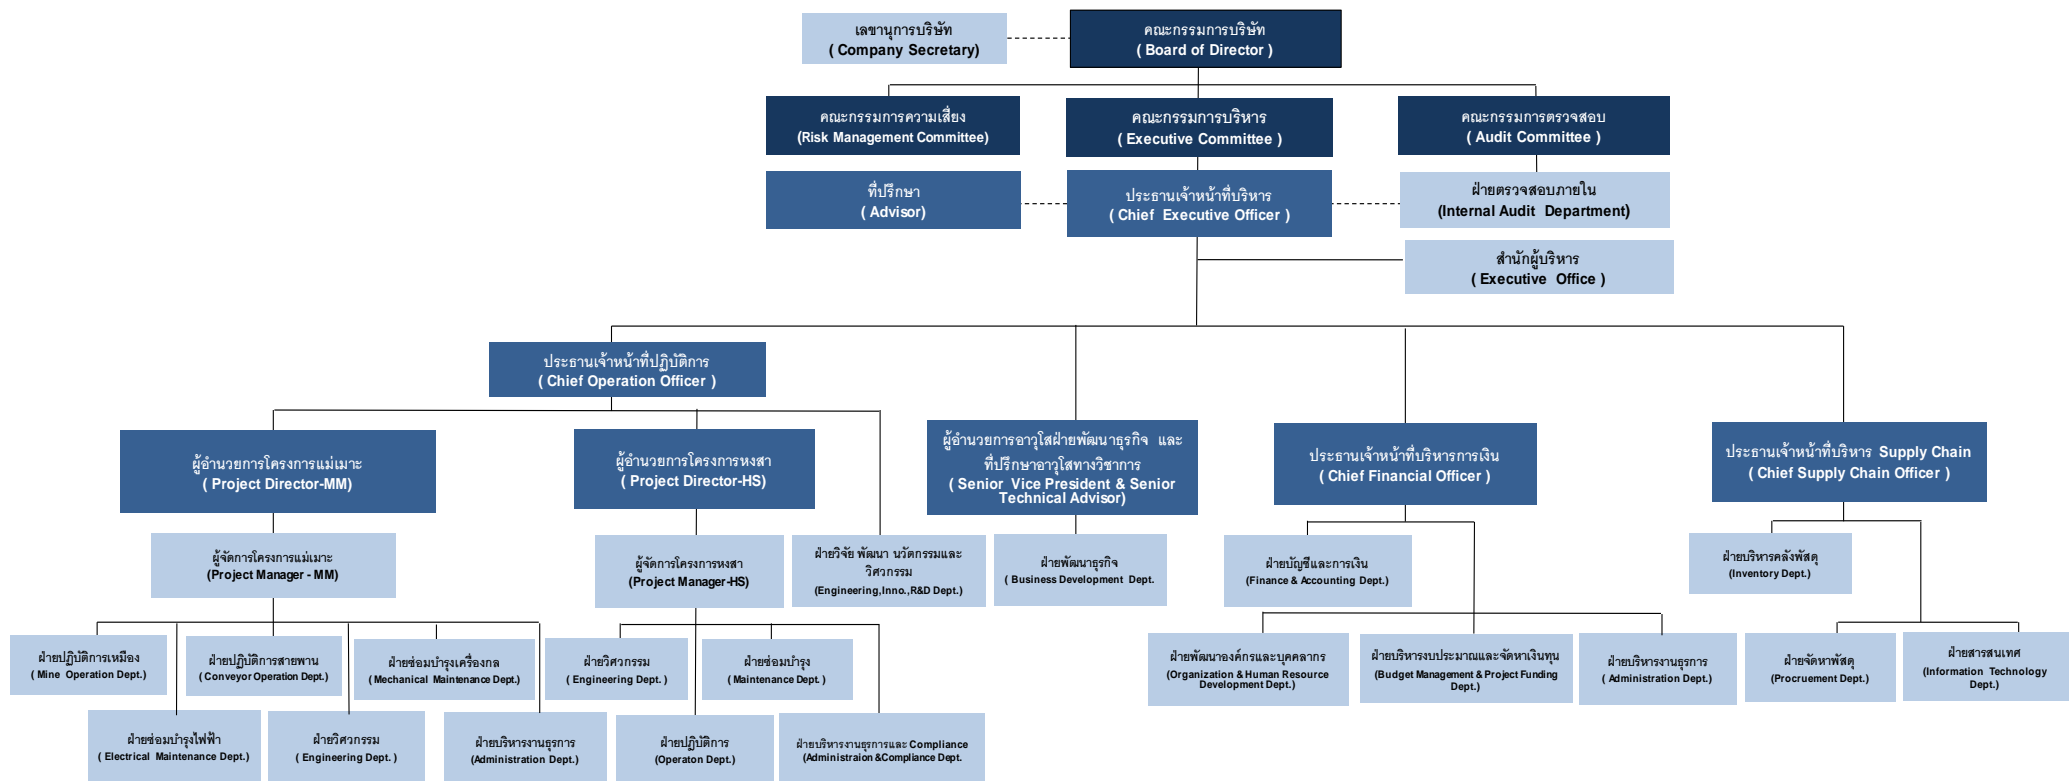 เลขานุการบริษัท
( Company Secretary)
คณะกรรมการบริษัท
( Board of Director )
คณะกรรมการความเสี่ยง
(Risk Management Committee)
คณะกรรมการบริหาร
( Executive Committee )
คณะกรรมการตรวจสอบ
( Audit Committee )
ที่ปรึกษา
( Advisor)
ประธานเจ้าหน้าที่บริหาร
( Chief Executive Officer )
ฝ่ายตรวจสอบภายใน
(Internal Audit Department)
สำนักผู้บริหาร
( Executive Office )
ประธานเจ้าหน้าที่ปฏิบัติการ
( Chief Operation Officer )
ผู้อำนวยการโครงการแม่เมาะ
( Project Director-MM)
ผู้อำนวยการโครงการหงสา
( Project Director-HS)
ผู้อำนวยการอาวุโสฝ่ายพัฒนาธุรกิจ และ
ที่ปรึกษาอาวุโสทางวิชาการ
( Senior Vice President & Senior
Technical Advisor)
ประธานเจ้าหน้าที่บริหารการเงิน
( Chief Financial Officer )
ประธานเจ้าหน้าที่บริหาร Supply Chain
( Chief Supply Chain Officer )
ผู้จัดการโครงการแม่เมาะ
(Project Manager - MM)
ผู้จัดการโครงการหงสา
(Project Manager-HS)
ฝ่ายวิจัย พัฒนา นวัตกรรมและ
วิศวกรรม
(Engineering,Inno.,R&D Dept.)
ฝ่ายพัฒนาธุรกิจ
( Business Development Dept.
ฝ่ายบัญชีและการเงิน
(Finance & Accounting Dept.)
ฝ่ายบริหารคลังพัสดุ
(Inventory Dept.)
ฝ่ายปฏิบัติการเหมือง
( Mine Operation Dept.)
ฝ่ายปฏิบัติการสายพาน
( Conveyor Operation Dept.)
ฝ่ายซ่อมบำรุงเครื่องกล
( Mechanical Maintenance Dept.)
ฝ่ายวิศวกรรม
( Engineering Dept. )
ฝ่ายซ่อมบำรุง
( Maintenance Dept. )
ฝ่ายพัฒนาองค์กรและบุคคลากร
(Organization & Human Resource
Development Dept.)
ฝ่ายบริหารงบประมาณและจัดหาเงินทุน
(Budget Management & Project Funding
Dept.)
ฝ่ายบริหารงานธุรการ
( Administration Dept.)
ฝ่ายจัดหาพัสดุ
(Procruement Dept.)
ฝ่ายสารสนเทศ
(Information Technology
Dept.)
ฝ่ายซ่อมบำรุงไฟฟ้า
( Electrical Maintenance Dept.)
ฝ่ายวิศวกรรม
( Engineering Dept. )
ฝ่ายบริหารงานธุรการ
(Administration Dept.)
ฝ่ายปฎิบัติการ
(Operaton Dept.)
ฝ่ายบริหารงานธุรการและ Compliance
(Administraion &Compliance Dept.